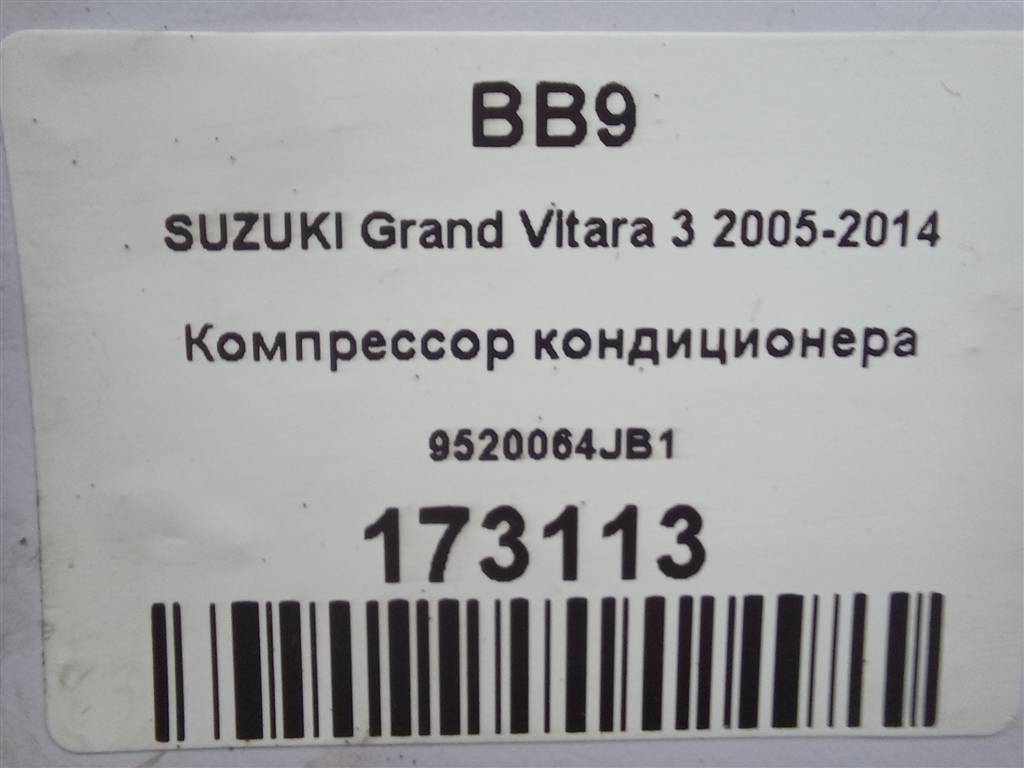 BB9
SUZUKI Grand Vitara 3 2005-2014
Компрессор кондиционера
9520064JB1
173113